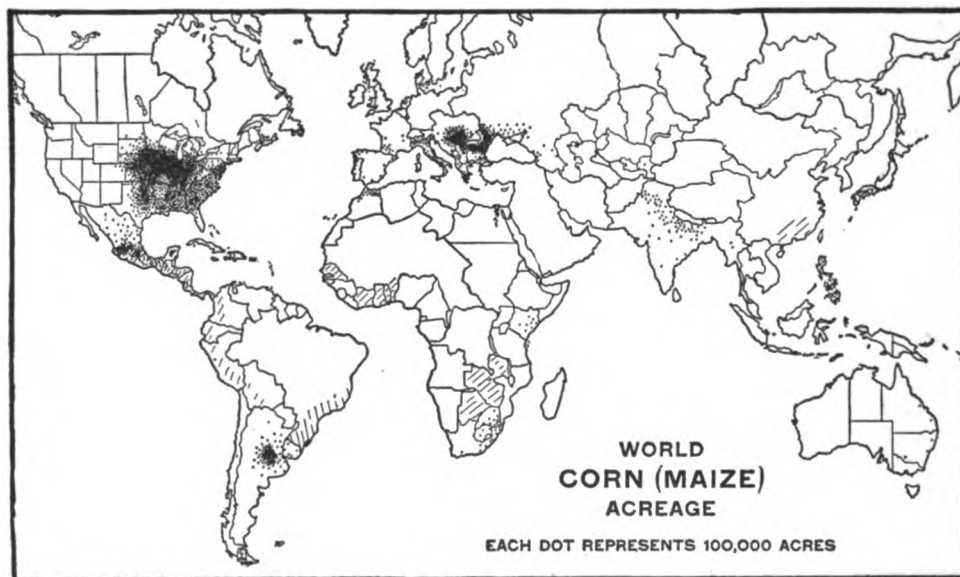 WORLD
CORN (MAIZE)
ACREAGE
EACH DOT REPRESENTS 100,000 ACRES